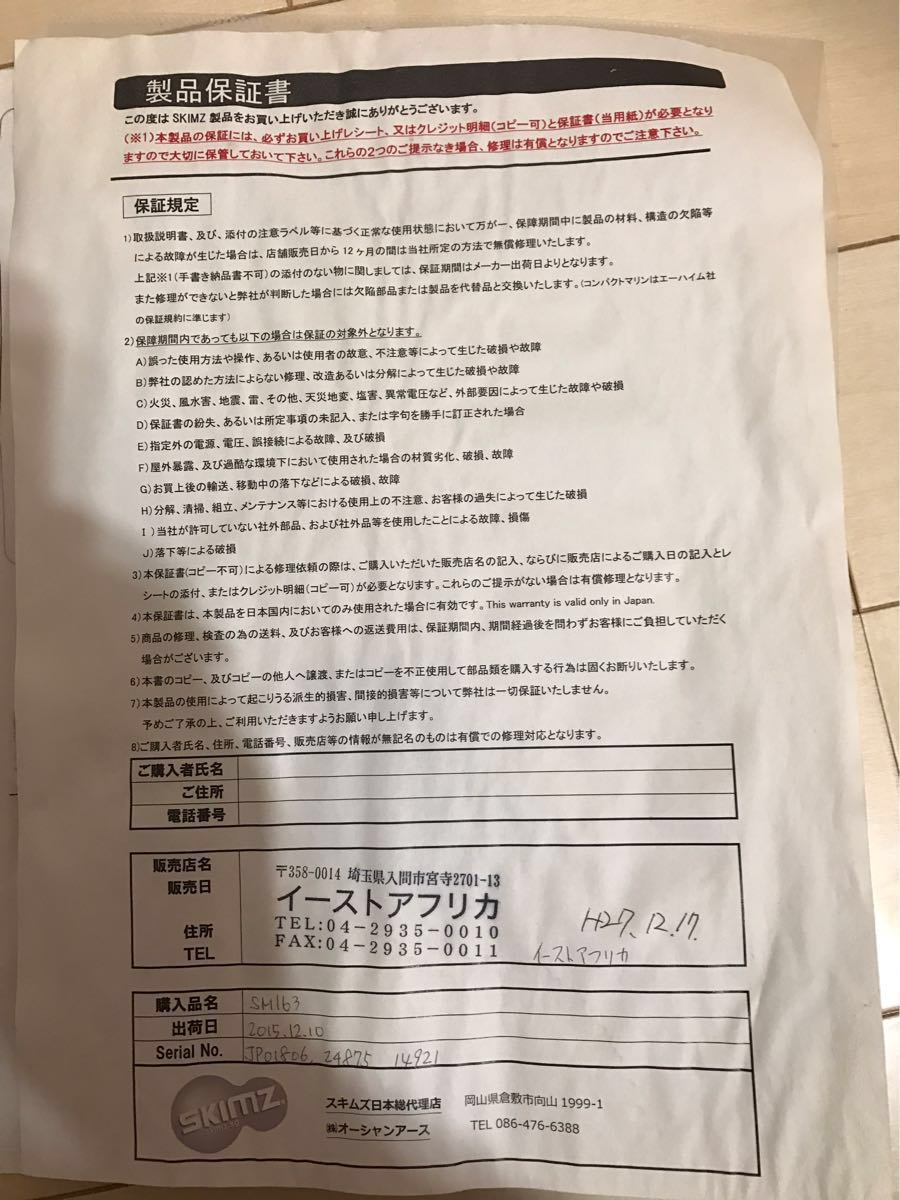 製品保証書
この度は SKIMZ 製品をお買い上げいただき誠にありがとうございます。
(※1)本製品の保証には、必ずお買い上げレシート、又はクレジット明細(コピー可)と保証書(当用紙)が必要となり
ますので大切に保管しておいて下さい。これらの2つのご提示なき場合、修理は有償となりますのでご注意下さい。
保証規定
1)取扱説明書、及び、添付の注意ラベル等に基づく正常な使用状態において万が一、保障期間中に製品の材料、構造の欠陥等
による故障が生じた場合は、店舗販売日から 12 ヶ月の間は当社所定の方法で無償修理いたします。
上記※1(手書き納品書不可)の添付のない物に関しましては、保証期間はメーカー出荷日よりとなります。
また修理ができないと弊社が判断した場合には欠陥部品または製品を代替品と交換いたします。(コンパクトマリンはエーハイム社
の保証規約に準じます)
2)保障期間内であっても以下の場合は保証の対象外となります。
A)誤った使用方法や操作、あるいは使用者の故意、不注意等によって生じた破損や故障
B)弊社の認めた方法によらない修理、改造あるいは分解によって生じた破損や故障
C)火災、風水害、地震、雷、その他、天災地変、塩害、異常電圧など、外部要因によって生じた故障や破損
D)保証書の紛失、あるいは所定事項の未記入、または字句を勝手に訂正された場合
E)指定外の電源、電圧、誤接続による故障、及び破損
F)屋外暴露、及び過酷な環境下において使用された場合の材質劣化、破損、故障
G)お買上後の輸送、移動中の落下などによる破損、故障
H)分解、清掃、組立、メンテナンス等における使用上の不注意、お客様の過失によって生じた破損
I )当社が許可していない社外部品、および社外品等を使用したことによる故障、損傷
J)落下等による破損
3)本保証書(コピー不可)による修理依頼の際は、ご購入いただいた販売店名の記入、ならびに販売店によるご購入日の記入とレ
シートの添付、またはクレジット明細(コピー可)が必要となります。これらのご提示がない場合は有償修理となります。
4)本保証書は、本製品を日本国内においてのみ使用された場合に有効です。This warranty is valid only in Japan.
5)商品の修理、検査の為の送料、及びお客様への返送費用は、保証期間内、期間経過後を問わずお客様にご負担していただく
場合がございます。
6)本書のコピー、及びコピーの他人へ譲渡、またはコピーを不正使用して部品類を購入する行為は固くお断りいたします。
7)本製品の使用によって起こりうる派生的損害、間接的損害等について弊社は一切保証いたしません。
予めご了承の上、ご利用いただきますようお願い申し上げます。
8)ご購入者氏名、住所、電話番号、販売店等の情報が無記名のものは有償での修理対応となります。
ご購入者氏名
ご住所
電話番号
販売店名
販売日
住所
TEL
〒358-0014 埼玉県入間市宮寺2701-13
イーストアフリカ
TEL:04-2935-0010
FAX:04-2935-0011
H27.12.17.
イーストアフリカ
購入品名 SM163
出荷日 2015.12.10
Serial No. JP01806, 24875 14921
SKIMZ
スキムズ日本総代理店 岡山県倉敷市向山 1999-1
㈱オーシャンアース TEL 086-476-6388